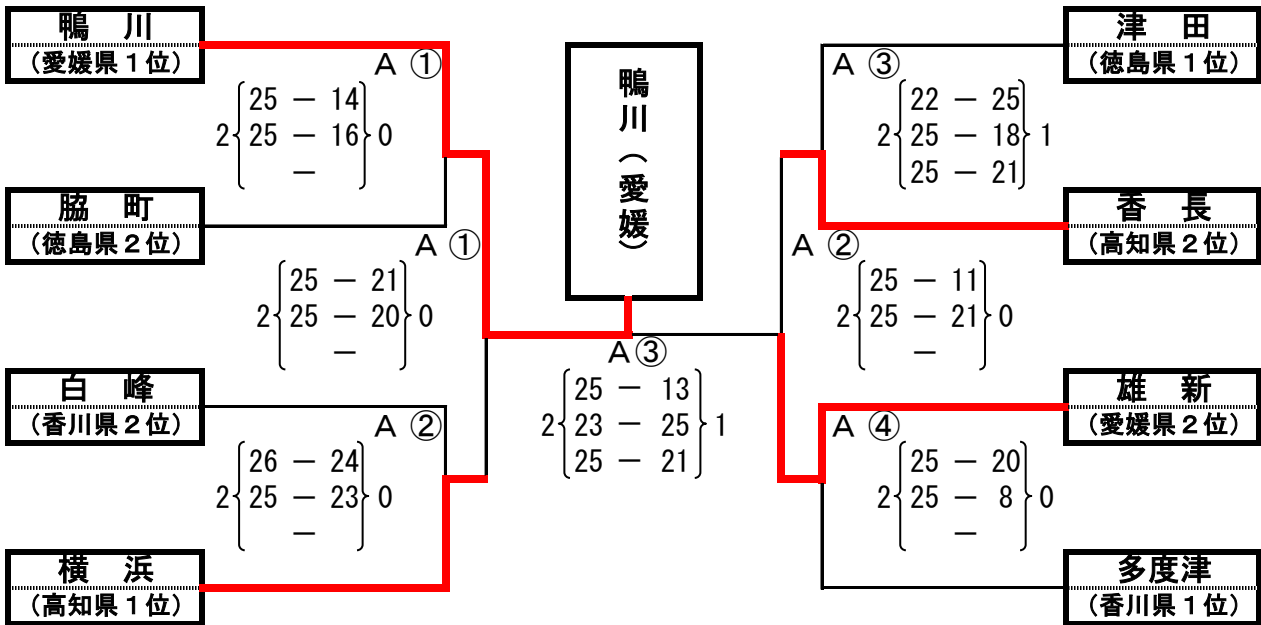 鴨　川
(愛媛県１位)
Ａ ①
25 － 14
2 25 － 16 0
－
脇　町
(徳島県２位)
Ａ ①
25 － 21
2 25 － 20 0
－
白　峰
(香川県２位)
Ａ ②
26 － 24
2 25 － 23 0
－
横　浜
(高知県１位)
鴨川（愛媛）
Ａ ③
25 － 13
2 23 － 25 1
25 － 21
津　田
(徳島県１位)
Ａ ③
22 － 25
2 25 － 18 1
25 － 21
香　長
(高知県２位)
Ａ ②
25 － 11
2 25 － 21 0
－
雄　新
(愛媛県２位)
Ａ ④
25 － 20
2 25 － 8 0
－
多度津
(香川県１位)